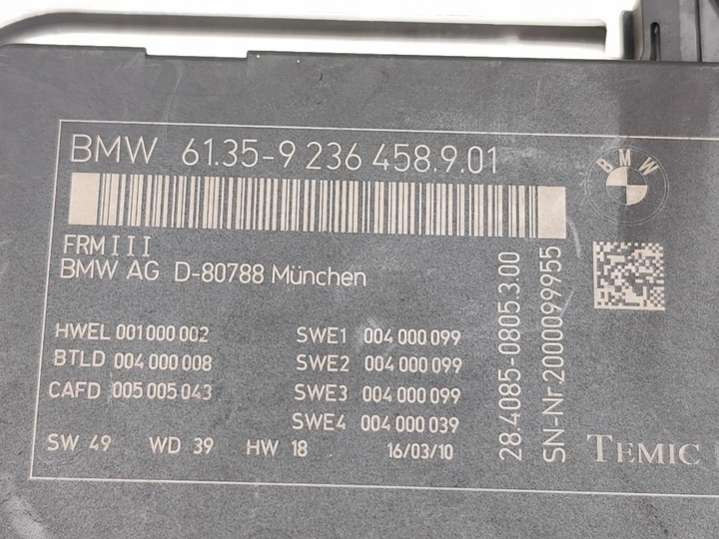 BMW 61.35-9 236 458.9.01
BMW
FRMIII
BMW AG D-80788 München
HWEL 001 000 002
BTLD 004 000 008
CAFD 005 005 043
SWE1 004 000 099
SWE2 004 000 099
SWE3 004 000 099
SWE4 004 000 039
SW 49 WD 39 HW 18 16/03/10
28.4085-0805.3.00
SN-Nr.2000099955
TEMIC